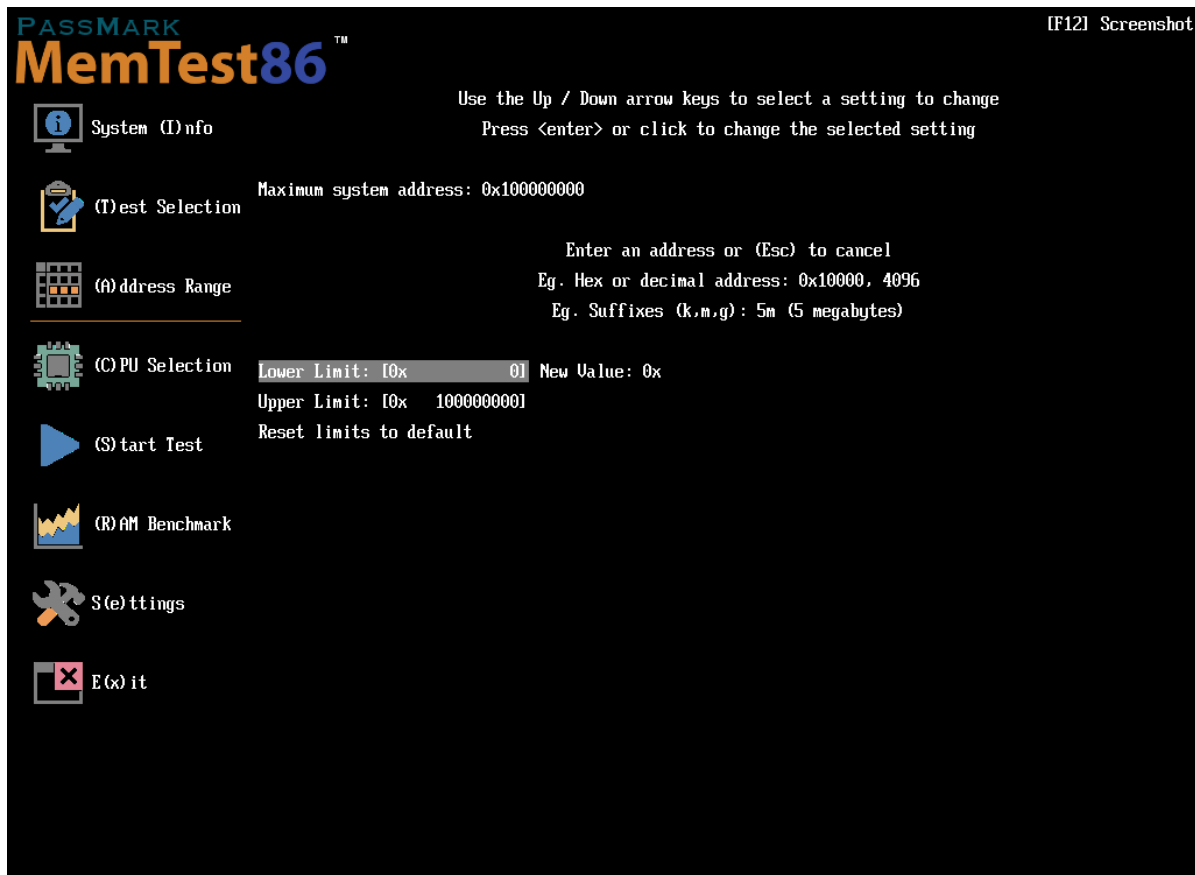 PASSMARK
MemTest86™
[F12] Screenshot
Use the Up / Down arrow keys to select a setting to change
Press <enter> or click to change the selected setting
System (I)nfo
(T)est Selection
(A)ddress Range
(C)PU Selection
(S)tart Test
(R)AM Benchmark
S(e)ttings
E(x)it
Maximum system address: 0x100000000
Enter an address or (Esc) to cancel
Eg. Hex or decimal address: 0x10000, 4096
Eg. Suffixes (k,m,g): 5m (5 megabytes)
Lower Limit: [0x          0] New Value: 0x
Upper Limit: [0x   100000000]
Reset limits to default